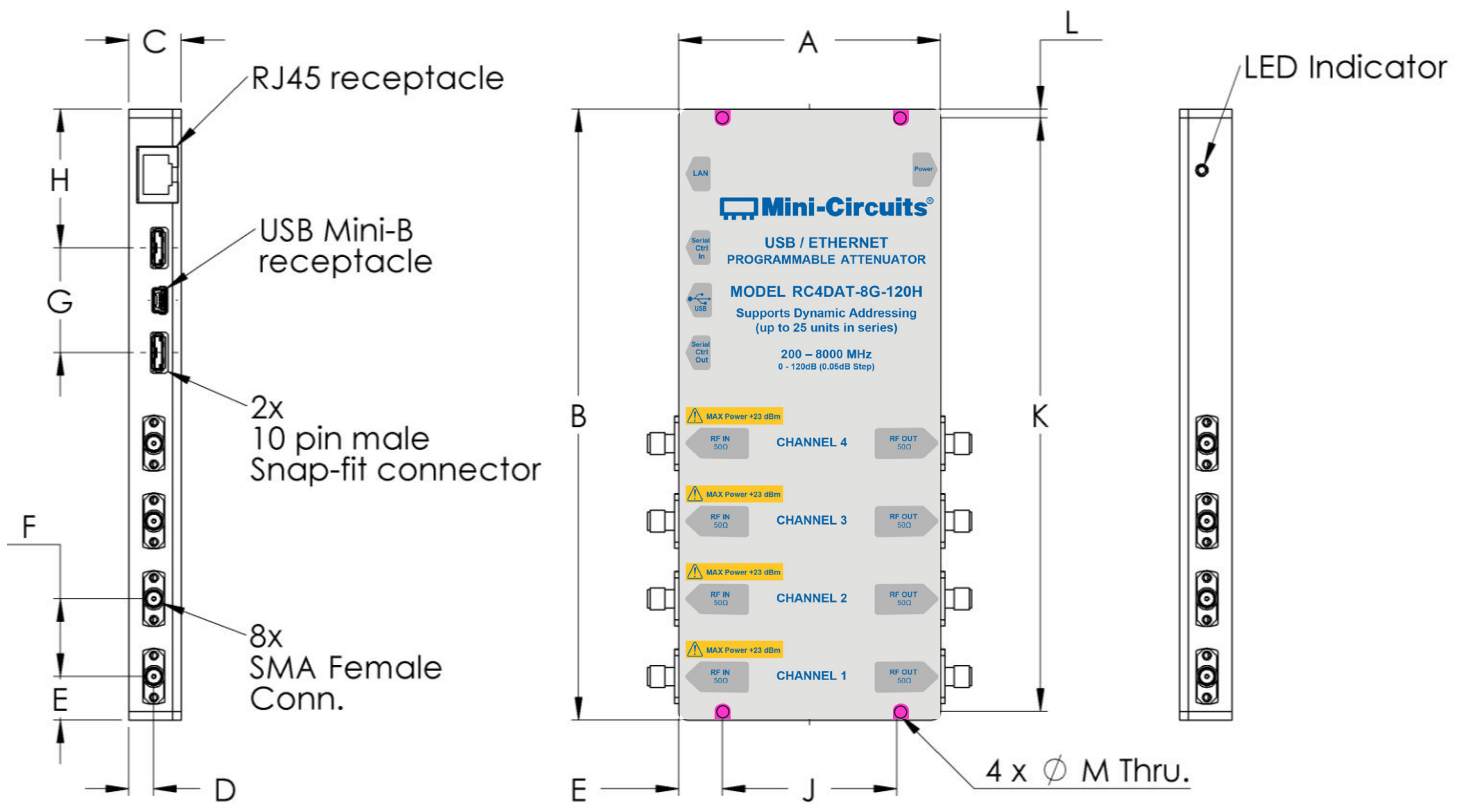 C
RJ45 receptacle
H
USB Mini-B
receptacle
G
2x
10 pin male
Snap-fit connector
F
8x
SMA Female
Conn.
E
D
A
L
B
K
E
J
4 x Ø M Thru.
LAN
Power
Mini-Circuits®
Serial
Ctrl
In
USB / ETHERNET
PROGRAMMABLE ATTENUATOR
USB
MODEL RC4DAT-8G-120H
Supports Dynamic Addressing
(up to 25 units in series)
Serial
Ctrl
Out
200 – 8000 MHz
0 - 120dB (0.05dB Step)
MAX Power +23 dBm
RF IN
50Ω
CHANNEL 4
RF OUT
50Ω
MAX Power +23 dBm
RF IN
50Ω
CHANNEL 3
RF OUT
50Ω
MAX Power +23 dBm
RF IN
50Ω
CHANNEL 2
RF OUT
50Ω
MAX Power +23 dBm
RF IN
50Ω
CHANNEL 1
RF OUT
50Ω
LED Indicator